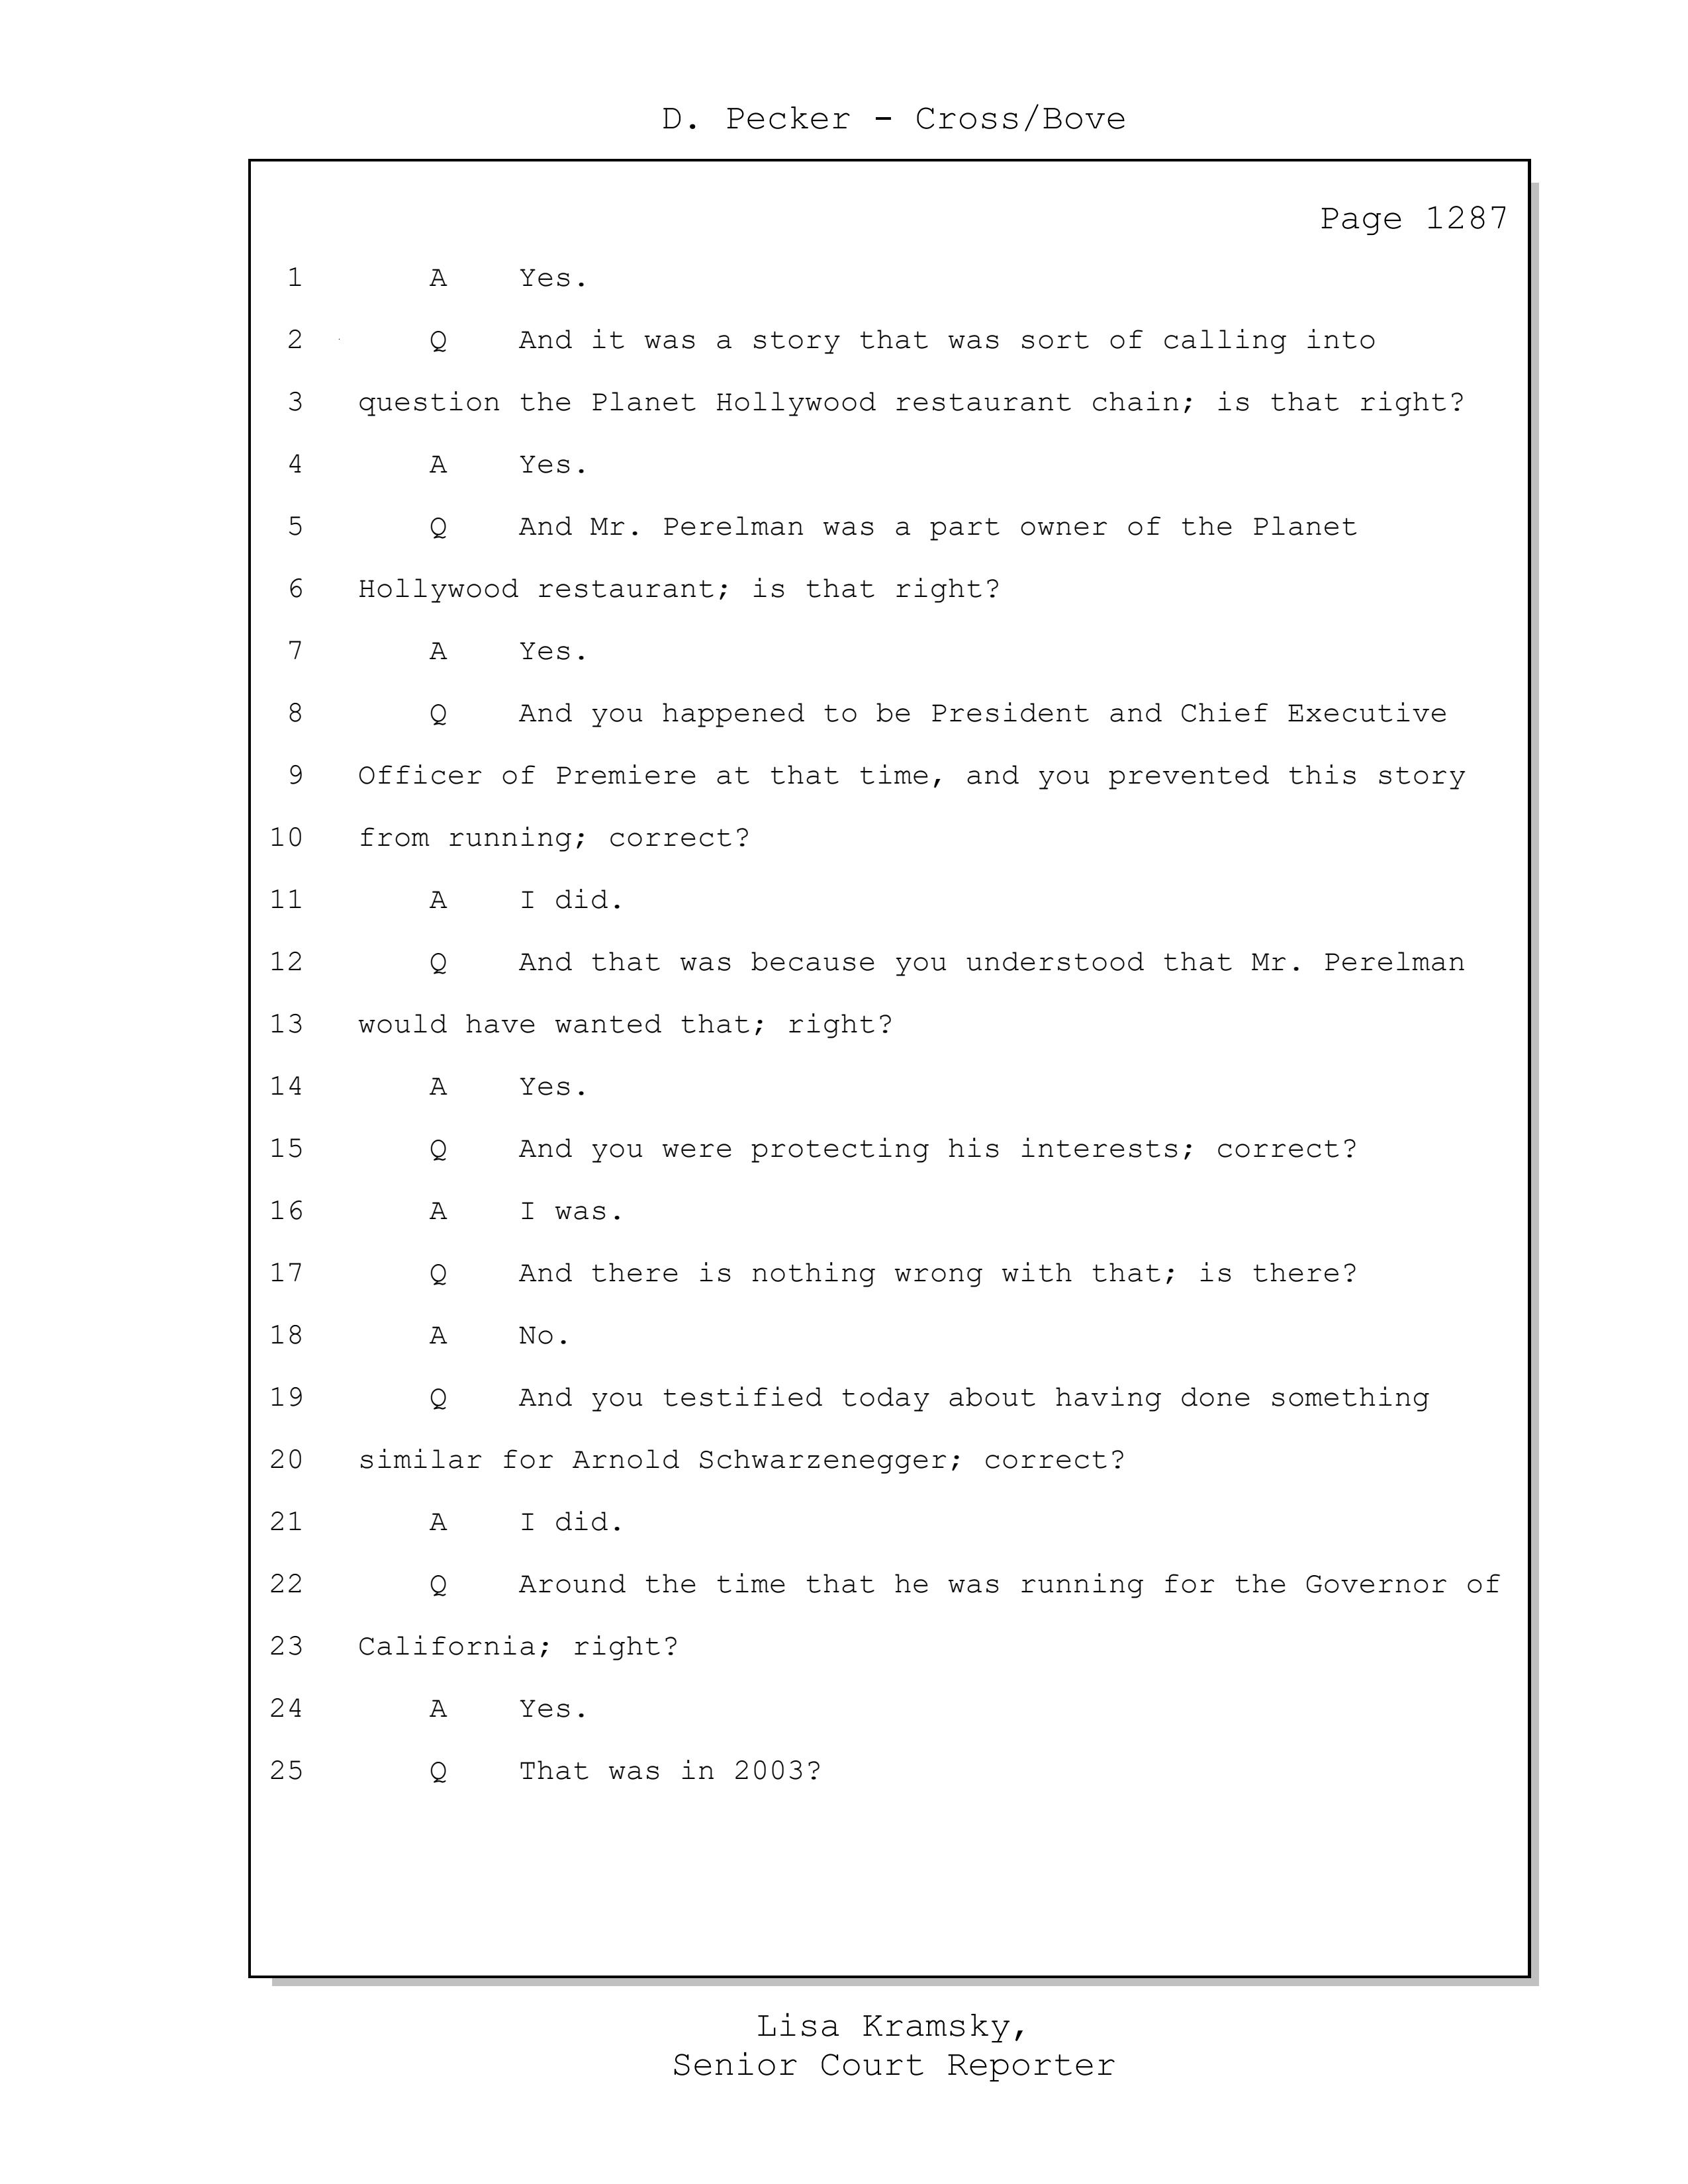 D. Pecker - Cross/Bove
Page 1287
1 A Yes.
2 Q And it was a story that was sort of calling into
3 question the Planet Hollywood restaurant chain; is that right?
4 A Yes.
5 Q And Mr. Perelman was a part owner of the Planet
6 Hollywood restaurant; is that right?
7 A Yes.
8 Q And you happened to be President and Chief Executive
9 Officer of Premiere at that time, and you prevented this story
10 from running; correct?
11 A I did.
12 Q And that was because you understood that Mr. Perelman
13 would have wanted that; right?
14 A Yes.
15 Q And you were protecting his interests; correct?
16 A I was.
17 Q And there is nothing wrong with that; is there?
18 A No.
19 Q And you testified today about having done something
20 similar for Arnold Schwarzenegger; correct?
21 A I did.
22 Q Around the time that he was running for the Governor of
23 California; right?
24 A Yes.
25 Q That was in 2003?
Lisa Kramsky,
Senior Court Reporter